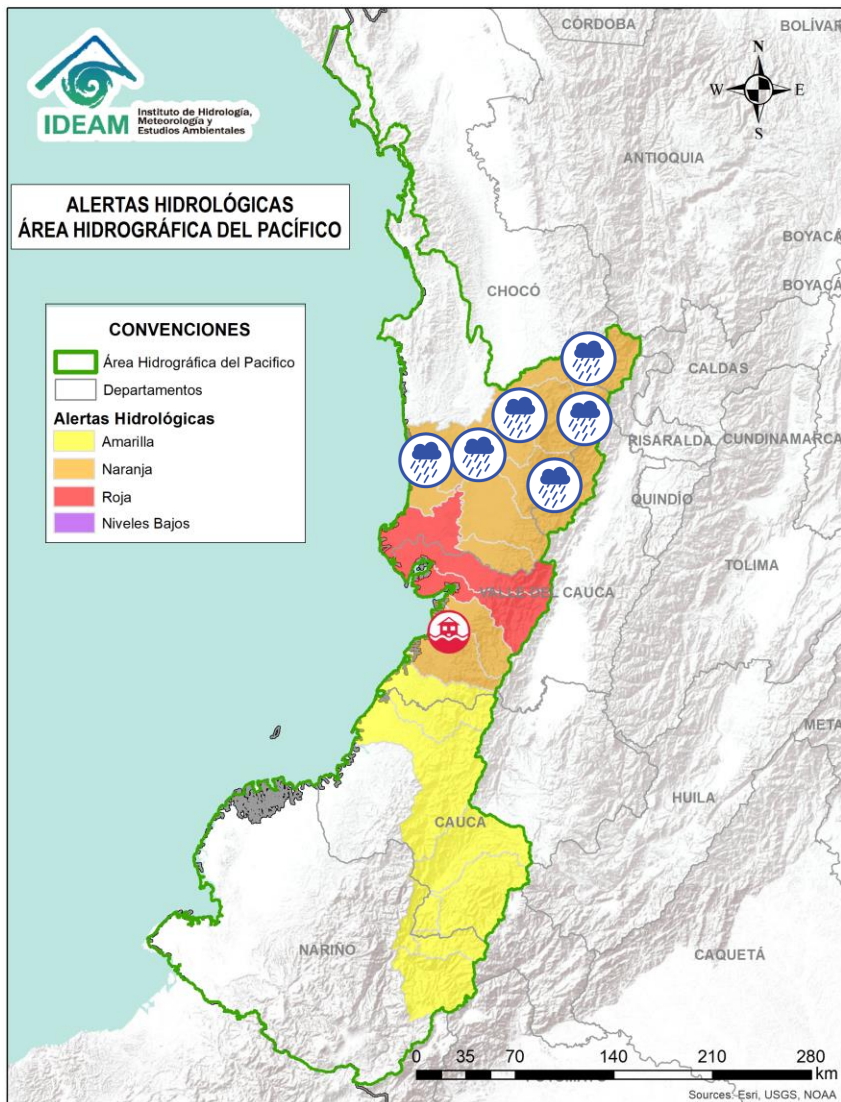 IDEAM
Instituto de Hidrología,
Meteorología y
Estudios Ambientales
ALERTAS HIDROLÓGICAS
ÁREA HIDROGRÁFICA DEL PACÍFICO
CONVENCIONES
Área Hidrográfica del Pacifico
Departamentos
Alertas Hidrológicas
Amarilla
Naranja
Roja
Niveles Bajos
N
W
E
S
CÓRDOBA
BOLÍVAR
ANTIOQUIA
BOYACÁ
BOYACÁ
CHOCÓ
CALDAS
RISARALDA
CUNDINAMARCA
QUINDÍO
TOLIMA
VALLE DEL CAUCA
META
HUILA
CAUCA
NARIÑO
CAQUETÁ
0 35 70 140 210 280
km
Sources: Esri, USGS, NOAA